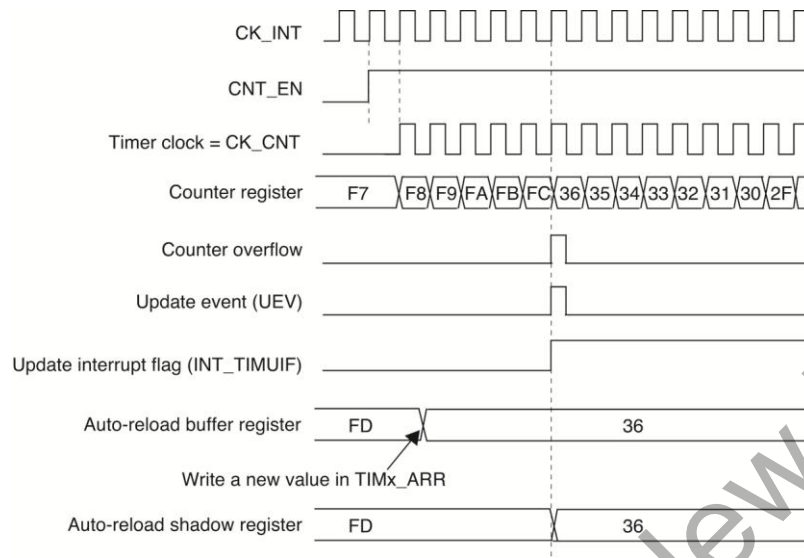 CK_INT
CNT_EN
Timer clock = CK_CNT
Counter register F7 F8 F9 FA FB FC 36 35 34 33 32 31 30 2F
Counter overflow
Update event (UEV)
Update interrupt flag (INT_TIMUIF)
Auto-reload buffer register FD 36
Write a new value in TIMx_ARR
Auto-reload shadow register FD 36